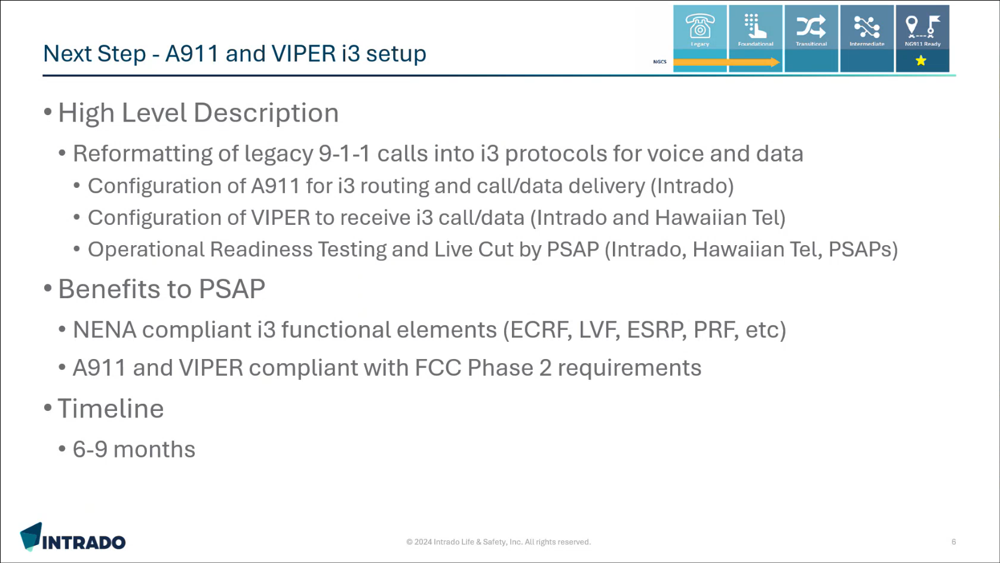 Legacy
Foundational
Transitional
Intermediate
NG911 Ready
Next Step - A911 and VIPER i3 setup
NGCS
• High Level Description
• Reformatting of legacy 9-1-1 calls into i3 protocols for voice and data
• Configuration of A911 for i3 routing and call/data delivery (Intrado)
• Configuration of VIPER to receive i3 call/data (Intrado and Hawaiian Tel)
• Operational Readiness Testing and Live Cut by PSAP (Intrado, Hawaiian Tel, PSAPs)
• Benefits to PSAP
• NENA compliant i3 functional elements (ECRF, LVF, ESRP, PRF, etc)
• A911 and VIPER compliant with FCC Phase 2 requirements
• Timeline
• 6-9 months
INTRADO
© 2024 Intrado Life & Safety, Inc. All rights reserved.
6